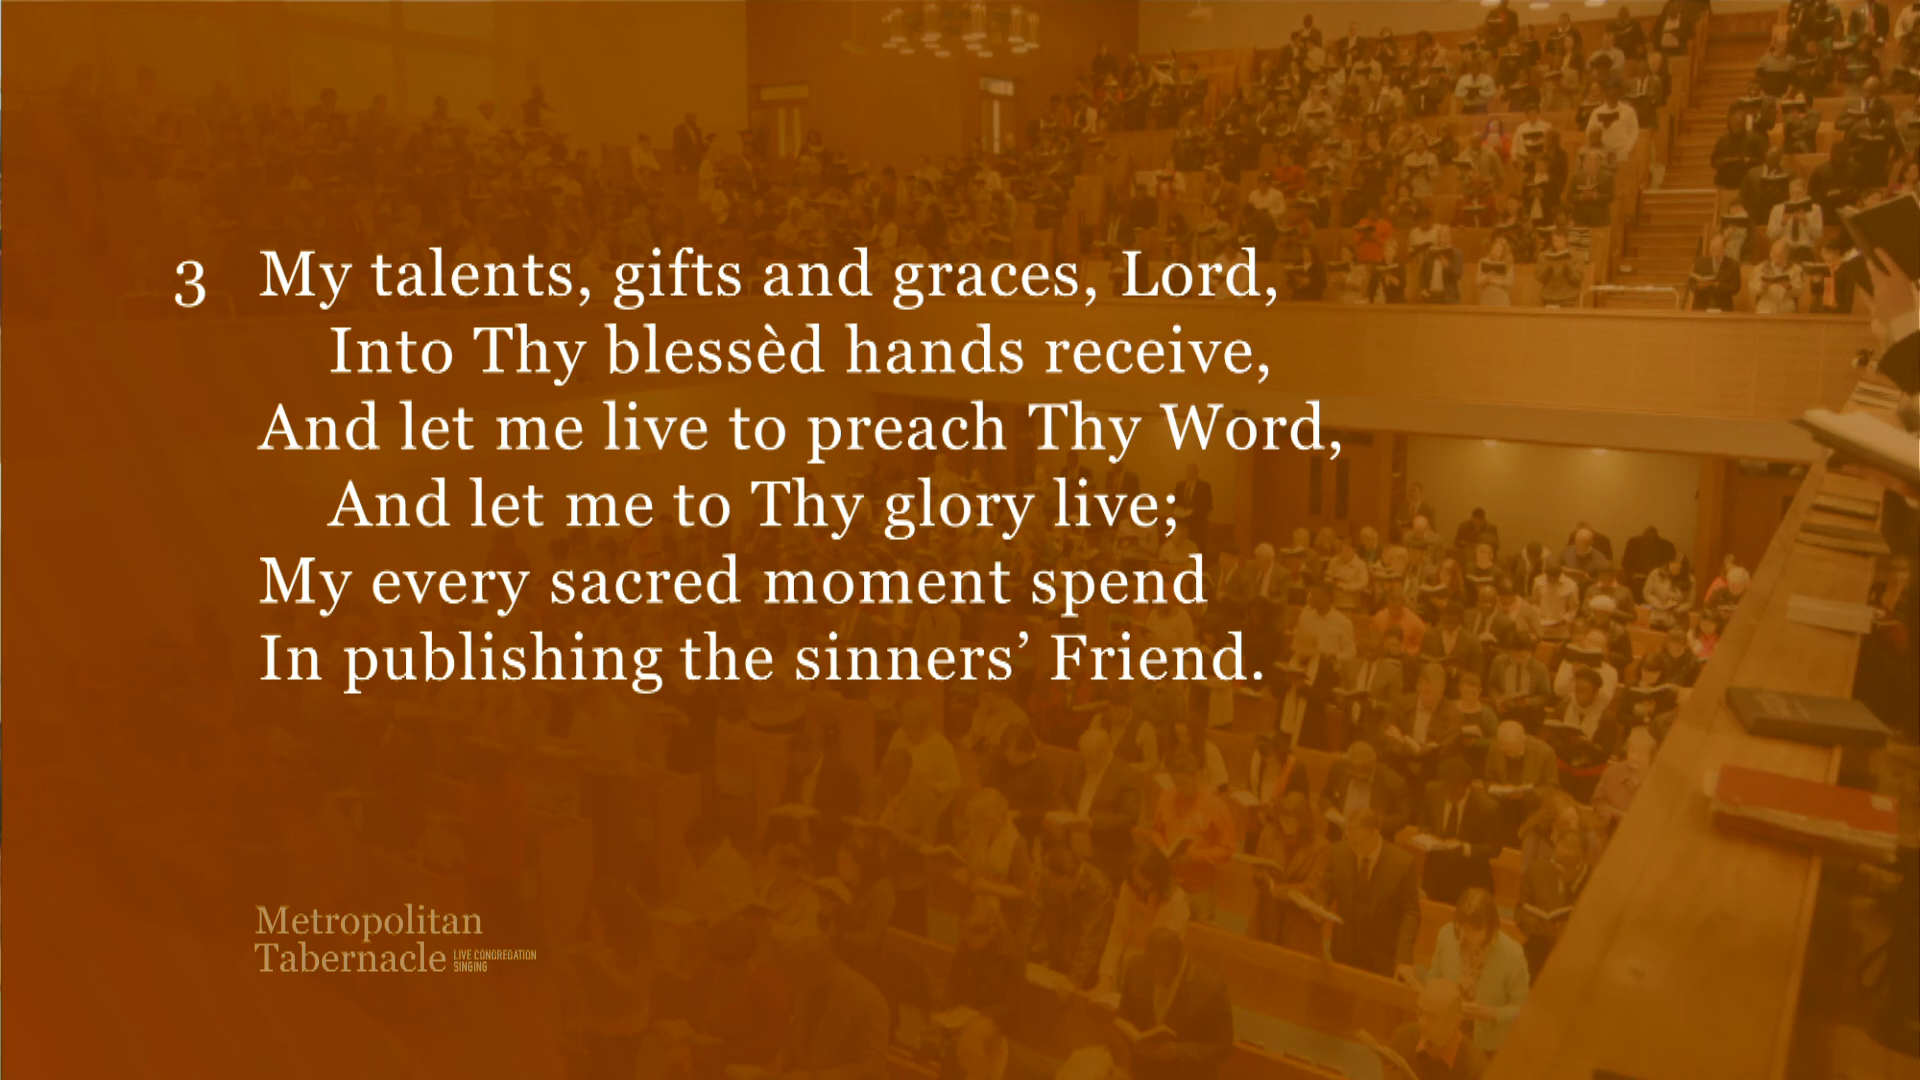 3 My talents, gifts and graces, Lord,
Into Thy blessèd hands receive,
And let me live to preach Thy Word,
And let me to Thy glory live;
My every sacred moment spend
In publishing the sinners’ Friend.
Metropolitan
Tabernacle LIVE CONGREGATION
SINGING